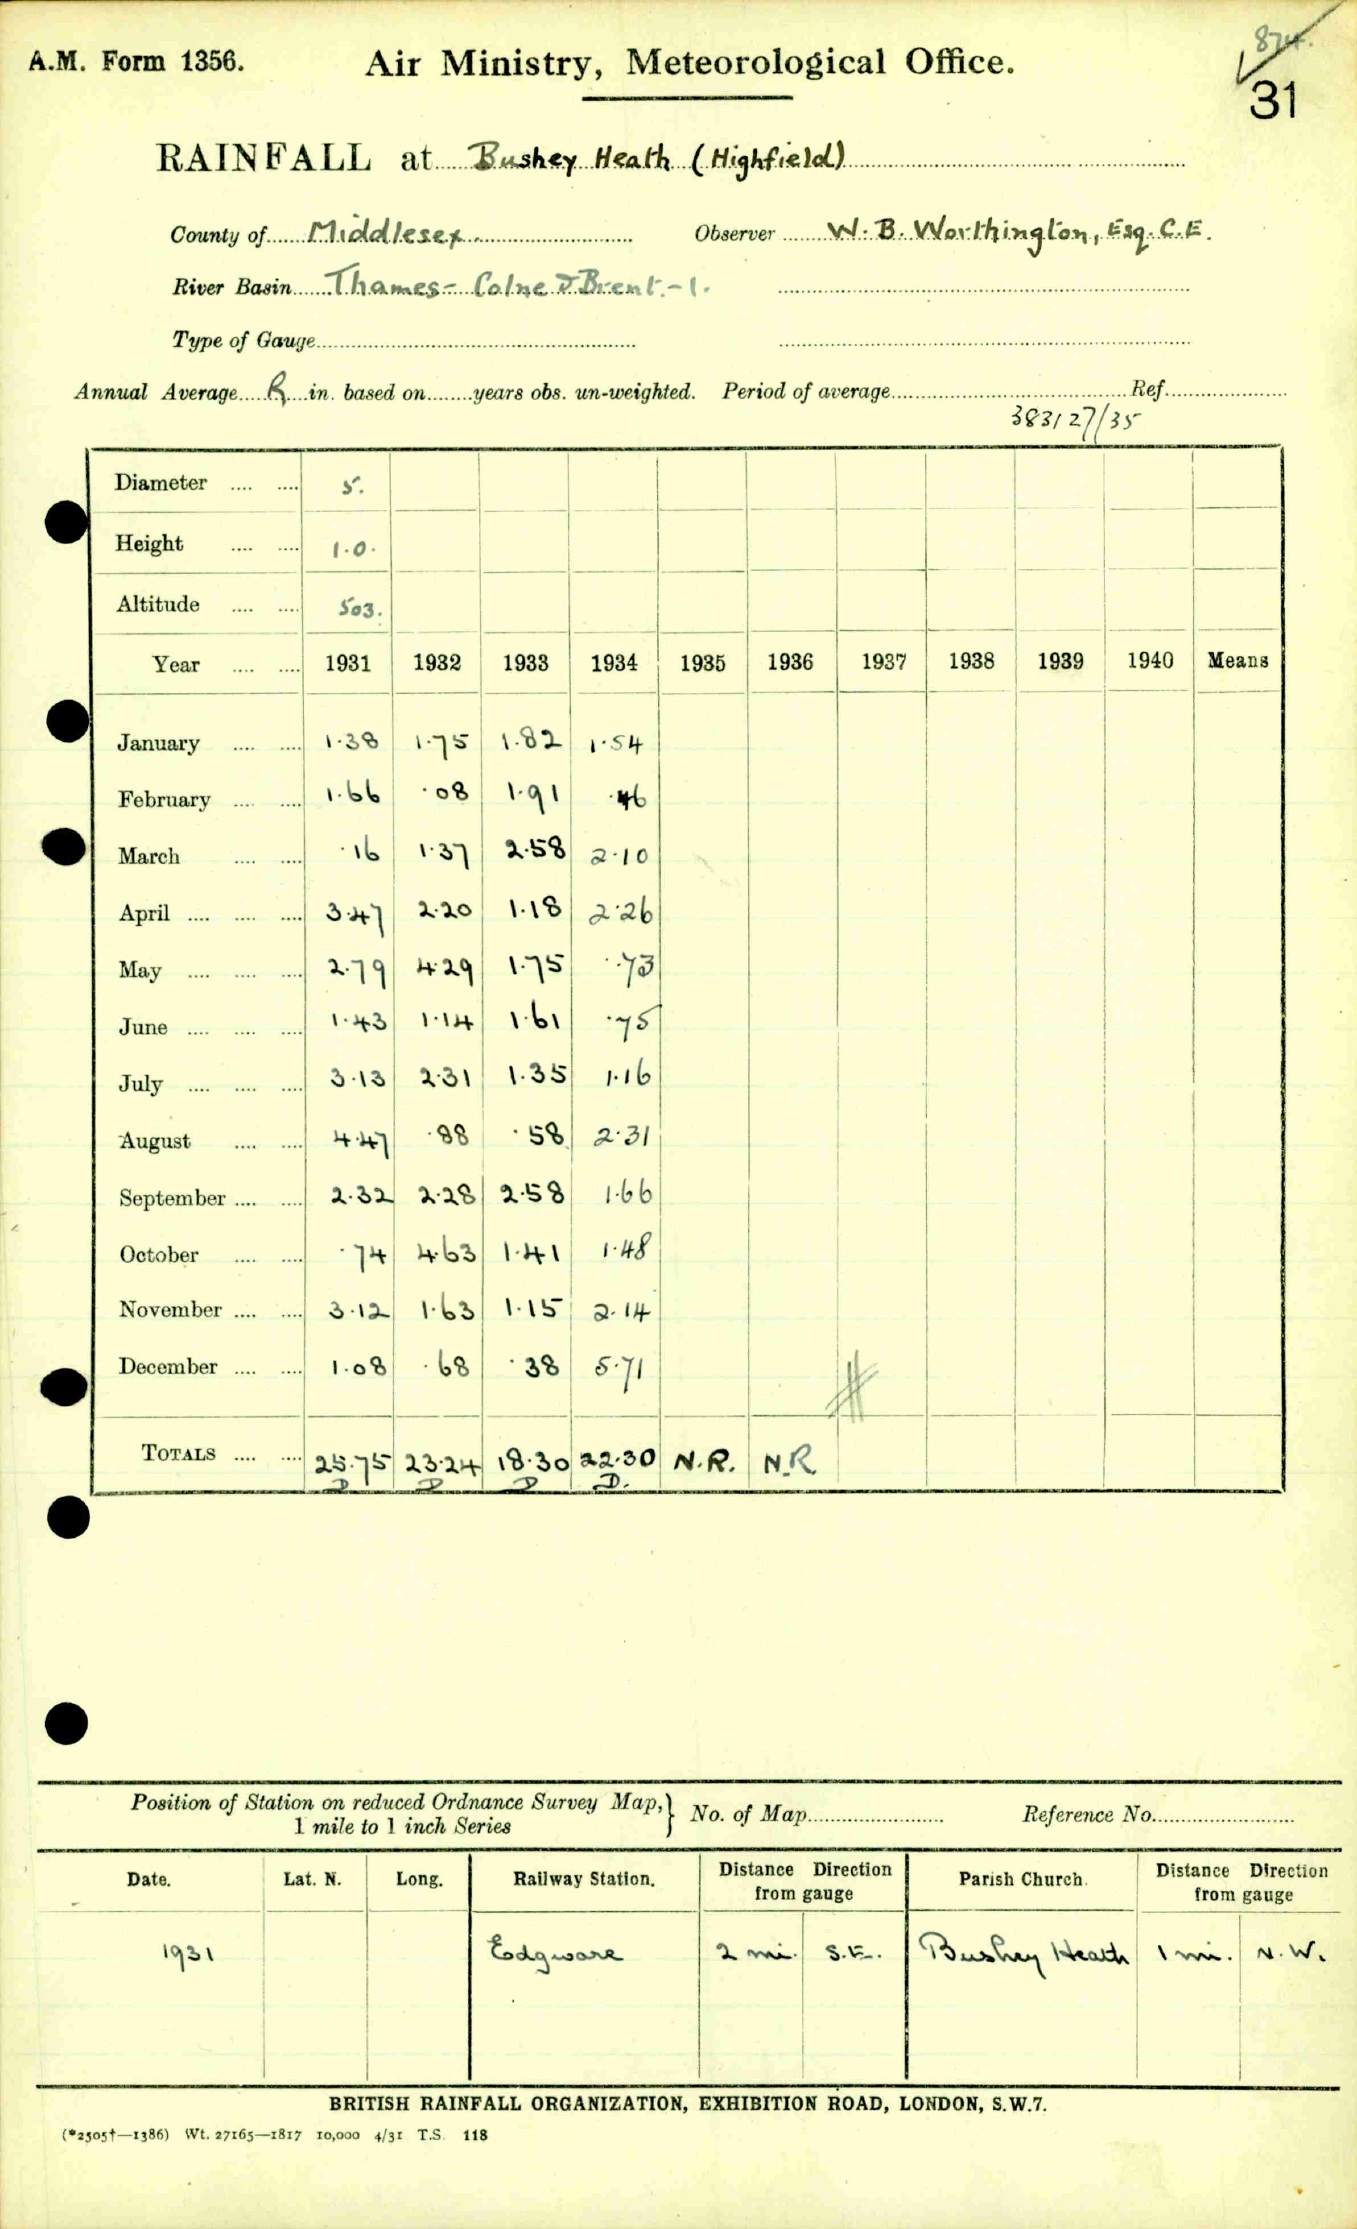 A.M. Form 1356.
Air Ministry, Meteorological Office.
31
RAINFALL at Bushey Heath (Highfield)
County of Middlesex. Observer W. B. Worthington, Esq. C.E.
River Basin Thames - Colne & Brent. - 1.
Type of Gauge
Annual Average R in. based on years obs. un-weighted. Period of average Ref.
383127/35
Diameter 5.
Height 1.0.
Altitude 503.
Year 1931 1932 1933 1934 1935 1936 1937 1938 1939 1940 Means
January 1.38 1.75 1.82 1.54
February 1.66 .08 1.91 .46
March .16 1.37 2.58 2.10
April 3.47 2.20 1.18 2.26
May 2.79 4.29 1.75 .73
June 1.43 1.14 1.61 .75
July 3.13 2.31 1.35 1.16
August 4.47 .88 .58 2.31
September 2.32 2.28 2.58 1.66
October .74 4.63 1.41 1.48
November 3.12 1.63 1.15 2.14
December 1.08 .68 .38 5.71
TOTALS 25.75 23.24 18.30 22.30 N.R. N.R.
D D D D.
Position of Station on reduced Ordnance Survey Map,} No. of Map Reference No.
1 mile to 1 inch Series
Date. Lat. N. Long. Railway Station. Distance Direction from gauge Parish Church. Distance Direction from gauge
1931 Edgware 2 mi. S.E. Bushey Heath 1 mi. N.W.
BRITISH RAINFALL ORGANIZATION, EXHIBITION ROAD, LONDON, S.W.7.
(*2505†—1386) Wt. 27165—1817 10,000 4/31 T.S. 118